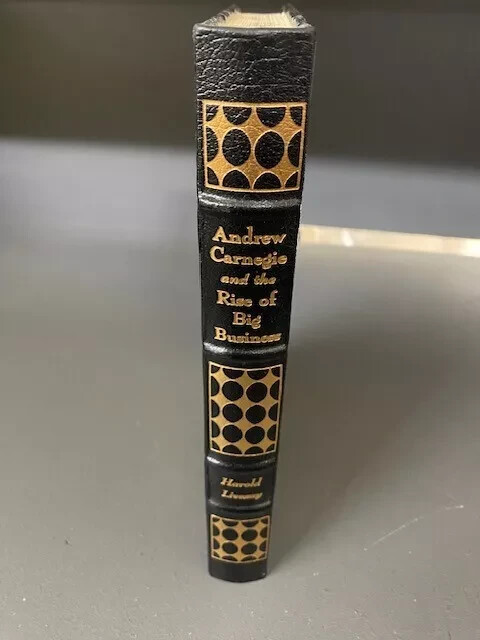 Andrew
Carnegie
and the
Rise of
Big
Business
Harold
Livesay